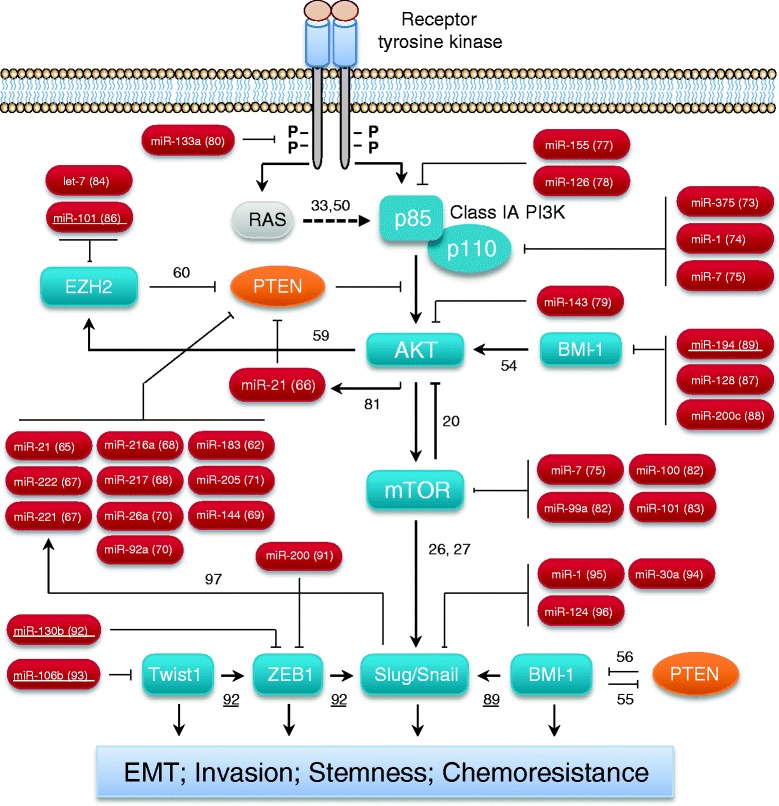 Receptor
tyrosine kinase
miR-133a (80)
P
P
P
P
miR-155 (77)
miR-126 (78)
let-7 (84)
miR-101 (86)
RAS
33,50
p85
Class IA PI3K
p110
miR-375 (73)
miR-1 (74)
miR-7 (75)
EZH2
60
PTEN
miR-143 (79)
59
AKT
54
BMI-1
miR-194 (89)
miR-128 (87)
miR-200c (88)
miR-21 (66)
81
20
miR-21 (65)
miR-216a (68)
miR-183 (62)
miR-222 (67)
miR-217 (68)
miR-205 (71)
miR-221 (67)
miR-26a (70)
miR-144 (69)
miR-92a (70)
mTOR
miR-7 (75)
miR-100 (82)
miR-99a (82)
miR-101 (83)
26, 27
miR-200 (91)
97
miR-1 (95)
miR-30a (94)
miR-124 (96)
miR-130b (92)
miR-106b (93)
Twist1
92
ZEB1
92
Slug/Snail
89
BMI-1
56
55
PTEN
EMT; Invasion; Stemness; Chemoresistance